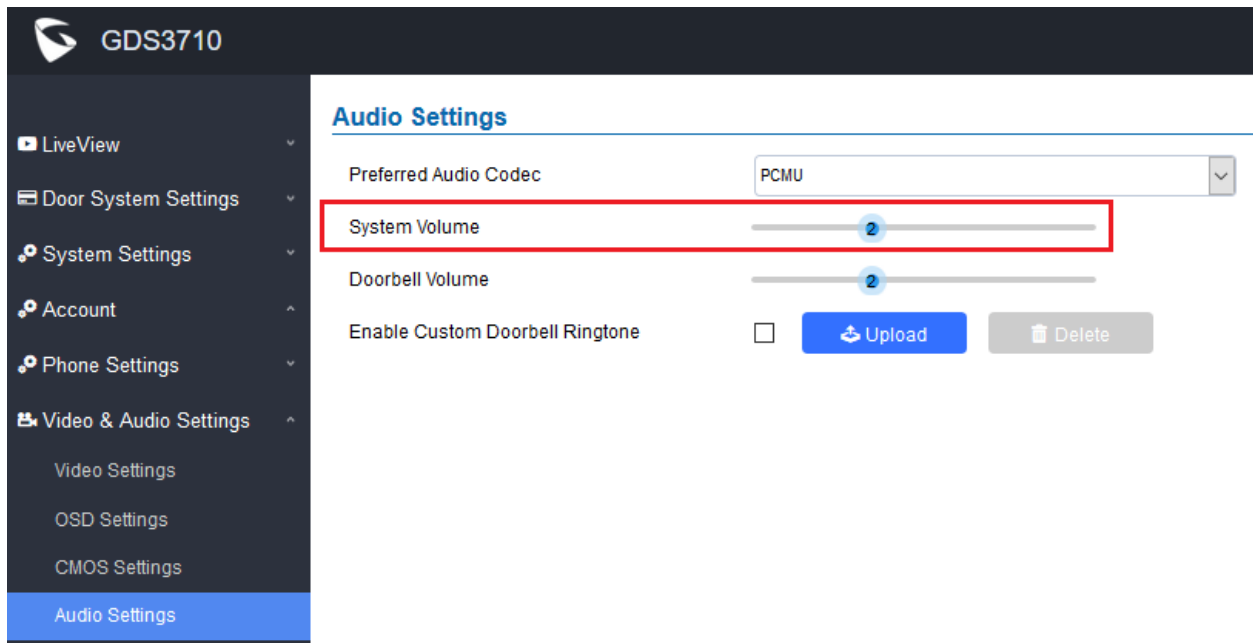 GDS3710
LiveView
Door System Settings
System Settings
Account
Phone Settings
Video & Audio Settings
Video Settings
OSD Settings
CMOS Settings
Audio Settings
Audio Settings
Preferred Audio Codec PCMU
System Volume 2
Doorbell Volume 2
Enable Custom Doorbell Ringtone Upload Delete